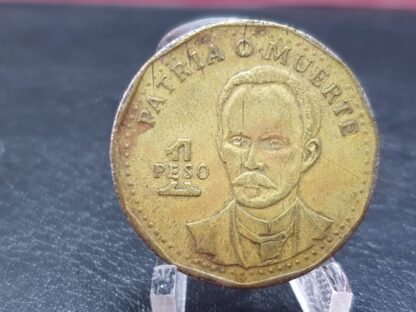 PATRIA O MUERTE
1
PESO